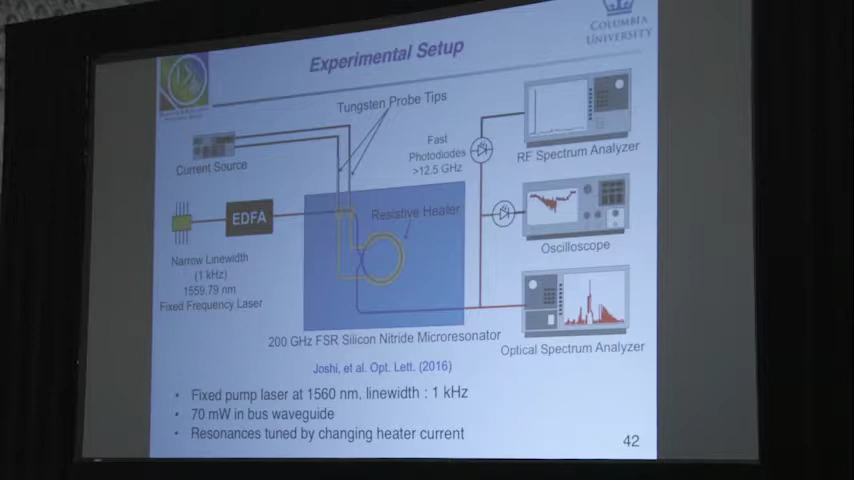 Experimental Setup
COLUMBIA
UNIVERSITY
Tungsten Probe Tips
Current Source
Fast
Photodiodes
>12.5 GHz
RF Spectrum Analyzer
EDFA
Resistive Heater
Narrow Linewidth
(1 kHz)
1559.79 nm
Fixed Frequency Laser
Oscilloscope
200 GHz FSR Silicon Nitride Microresonator
Optical Spectrum Analyzer
Joshi, et al. Opt. Lett. (2016)
• Fixed pump laser at 1560 nm, linewidth : 1 kHz
• 70 mW in bus waveguide
• Resonances tuned by changing heater current
42